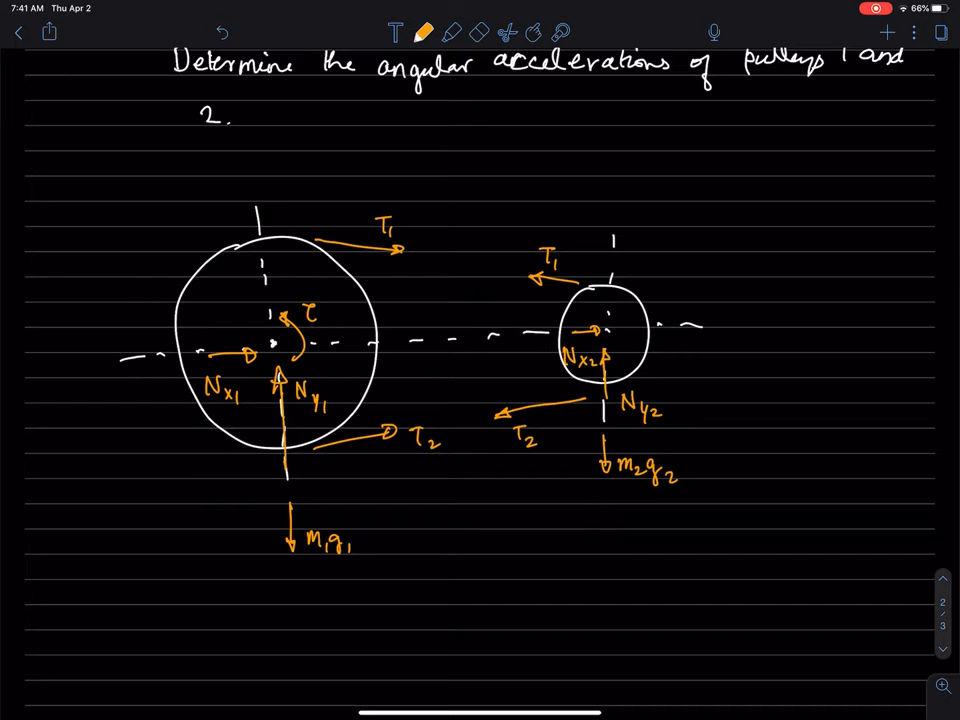 7:41 AM Thu Apr 2
66%
Determine the angular accelerations of pulleys 1 and
2.
T₁
T₁
τ
Nx₁
Ny₁
Nx₂
Ny₂
T₂
T₂
m₂g₂
m₁g₁
2
/
3